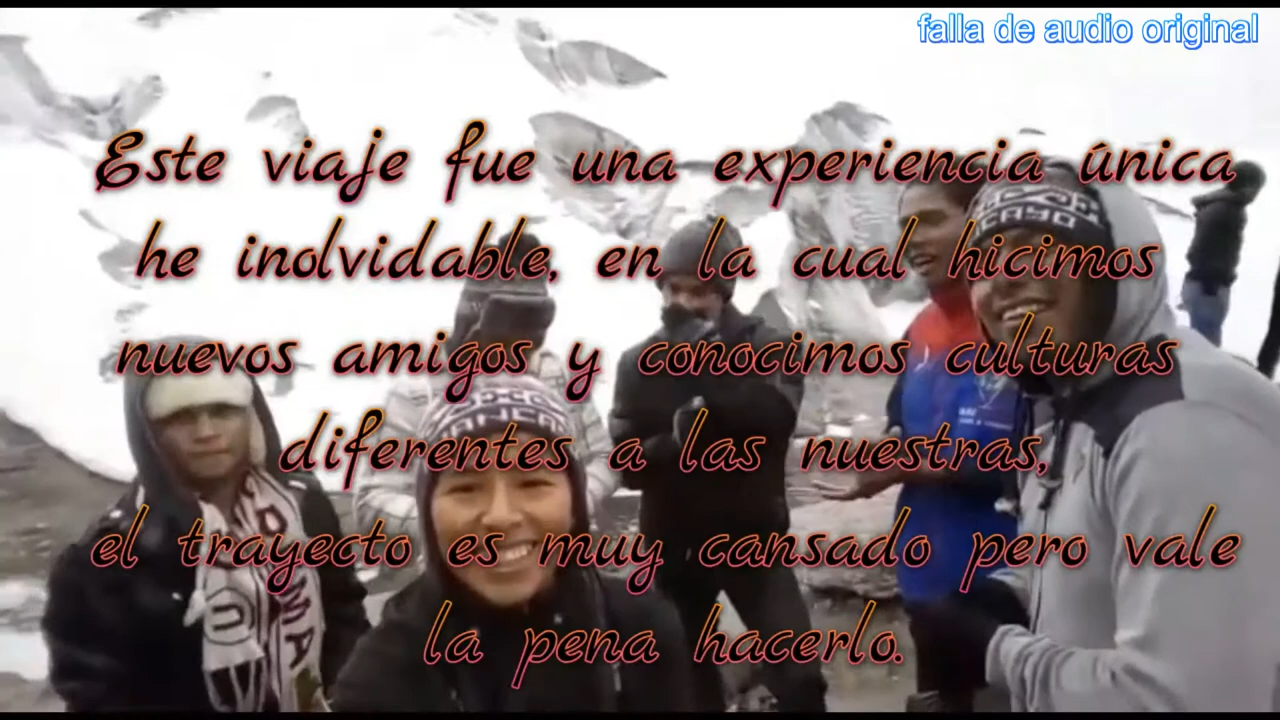 falla de audio original
Este viaje fue una experiencia única
he inolvidable, en la cual hicimos
nuevos amigos y conocimos culturas
diferentes a las nuestras,
el trayecto es muy cansado pero vale
la pena hacerlo.